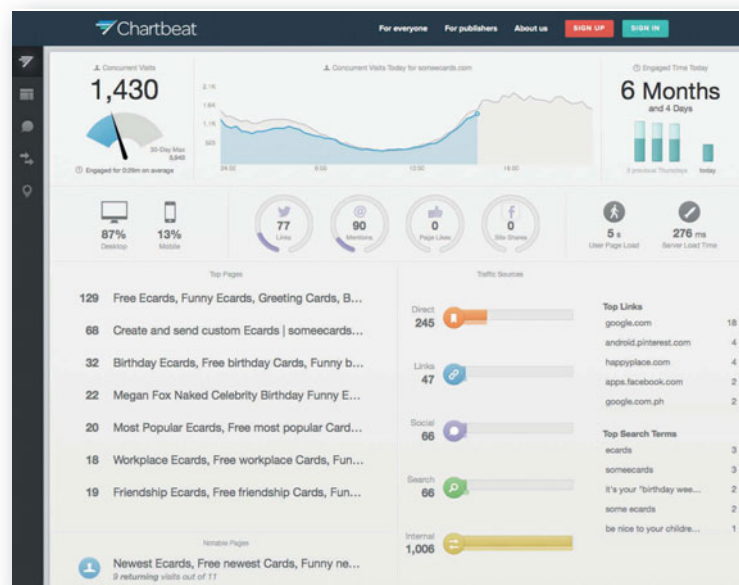 Chartbeat
For everyone For publishers About us SIGN UP SIGN IN
Concurrent Visits
1,430
30-Day Max
Engaged for 0:29m on average
Concurrent Visits Today for someecards.com
2.1K
1.6K
1.1K
24:00 18:00
Engaged Time Today
6 Months
and 4 Days
3 previous Thursdays today
87%
Desktop
13%
Mobile
77
Links
90
Mentions
0
Page Likes
0
Site Shares
5 s
User Page Load
276 ms
Server Load Time
Top Pages
129 Free Ecards, Funny Ecards, Greeting Cards, B...
68 Create and send custom Ecards | someecards...
32 Birthday Ecards, Free birthday Cards, Funny b...
22 Megan Fox Naked Celebrity Birthday Funny E...
20 Most Popular Ecards, Free most popular Card...
18 Workplace Ecards, Free workplace Cards, Fun...
19 Friendship Ecards, Free friendship Cards, Fun...
Notable Pages
Newest Ecards, Free newest Cards, Funny ne...
9 returning visits out of 11
Traffic Sources
Direct
245
Links
47
Social
66
Search
66
Internal
1,006
Top Links
google.com 18
android.pinterest.com 4
happyplace.com 4
apps.facebook.com 2
google.com.ph 2
Top Search Terms
ecards 3
someecards 3
it's your "birthday wee... 2
some ecards 2
be nice to your childre... 1